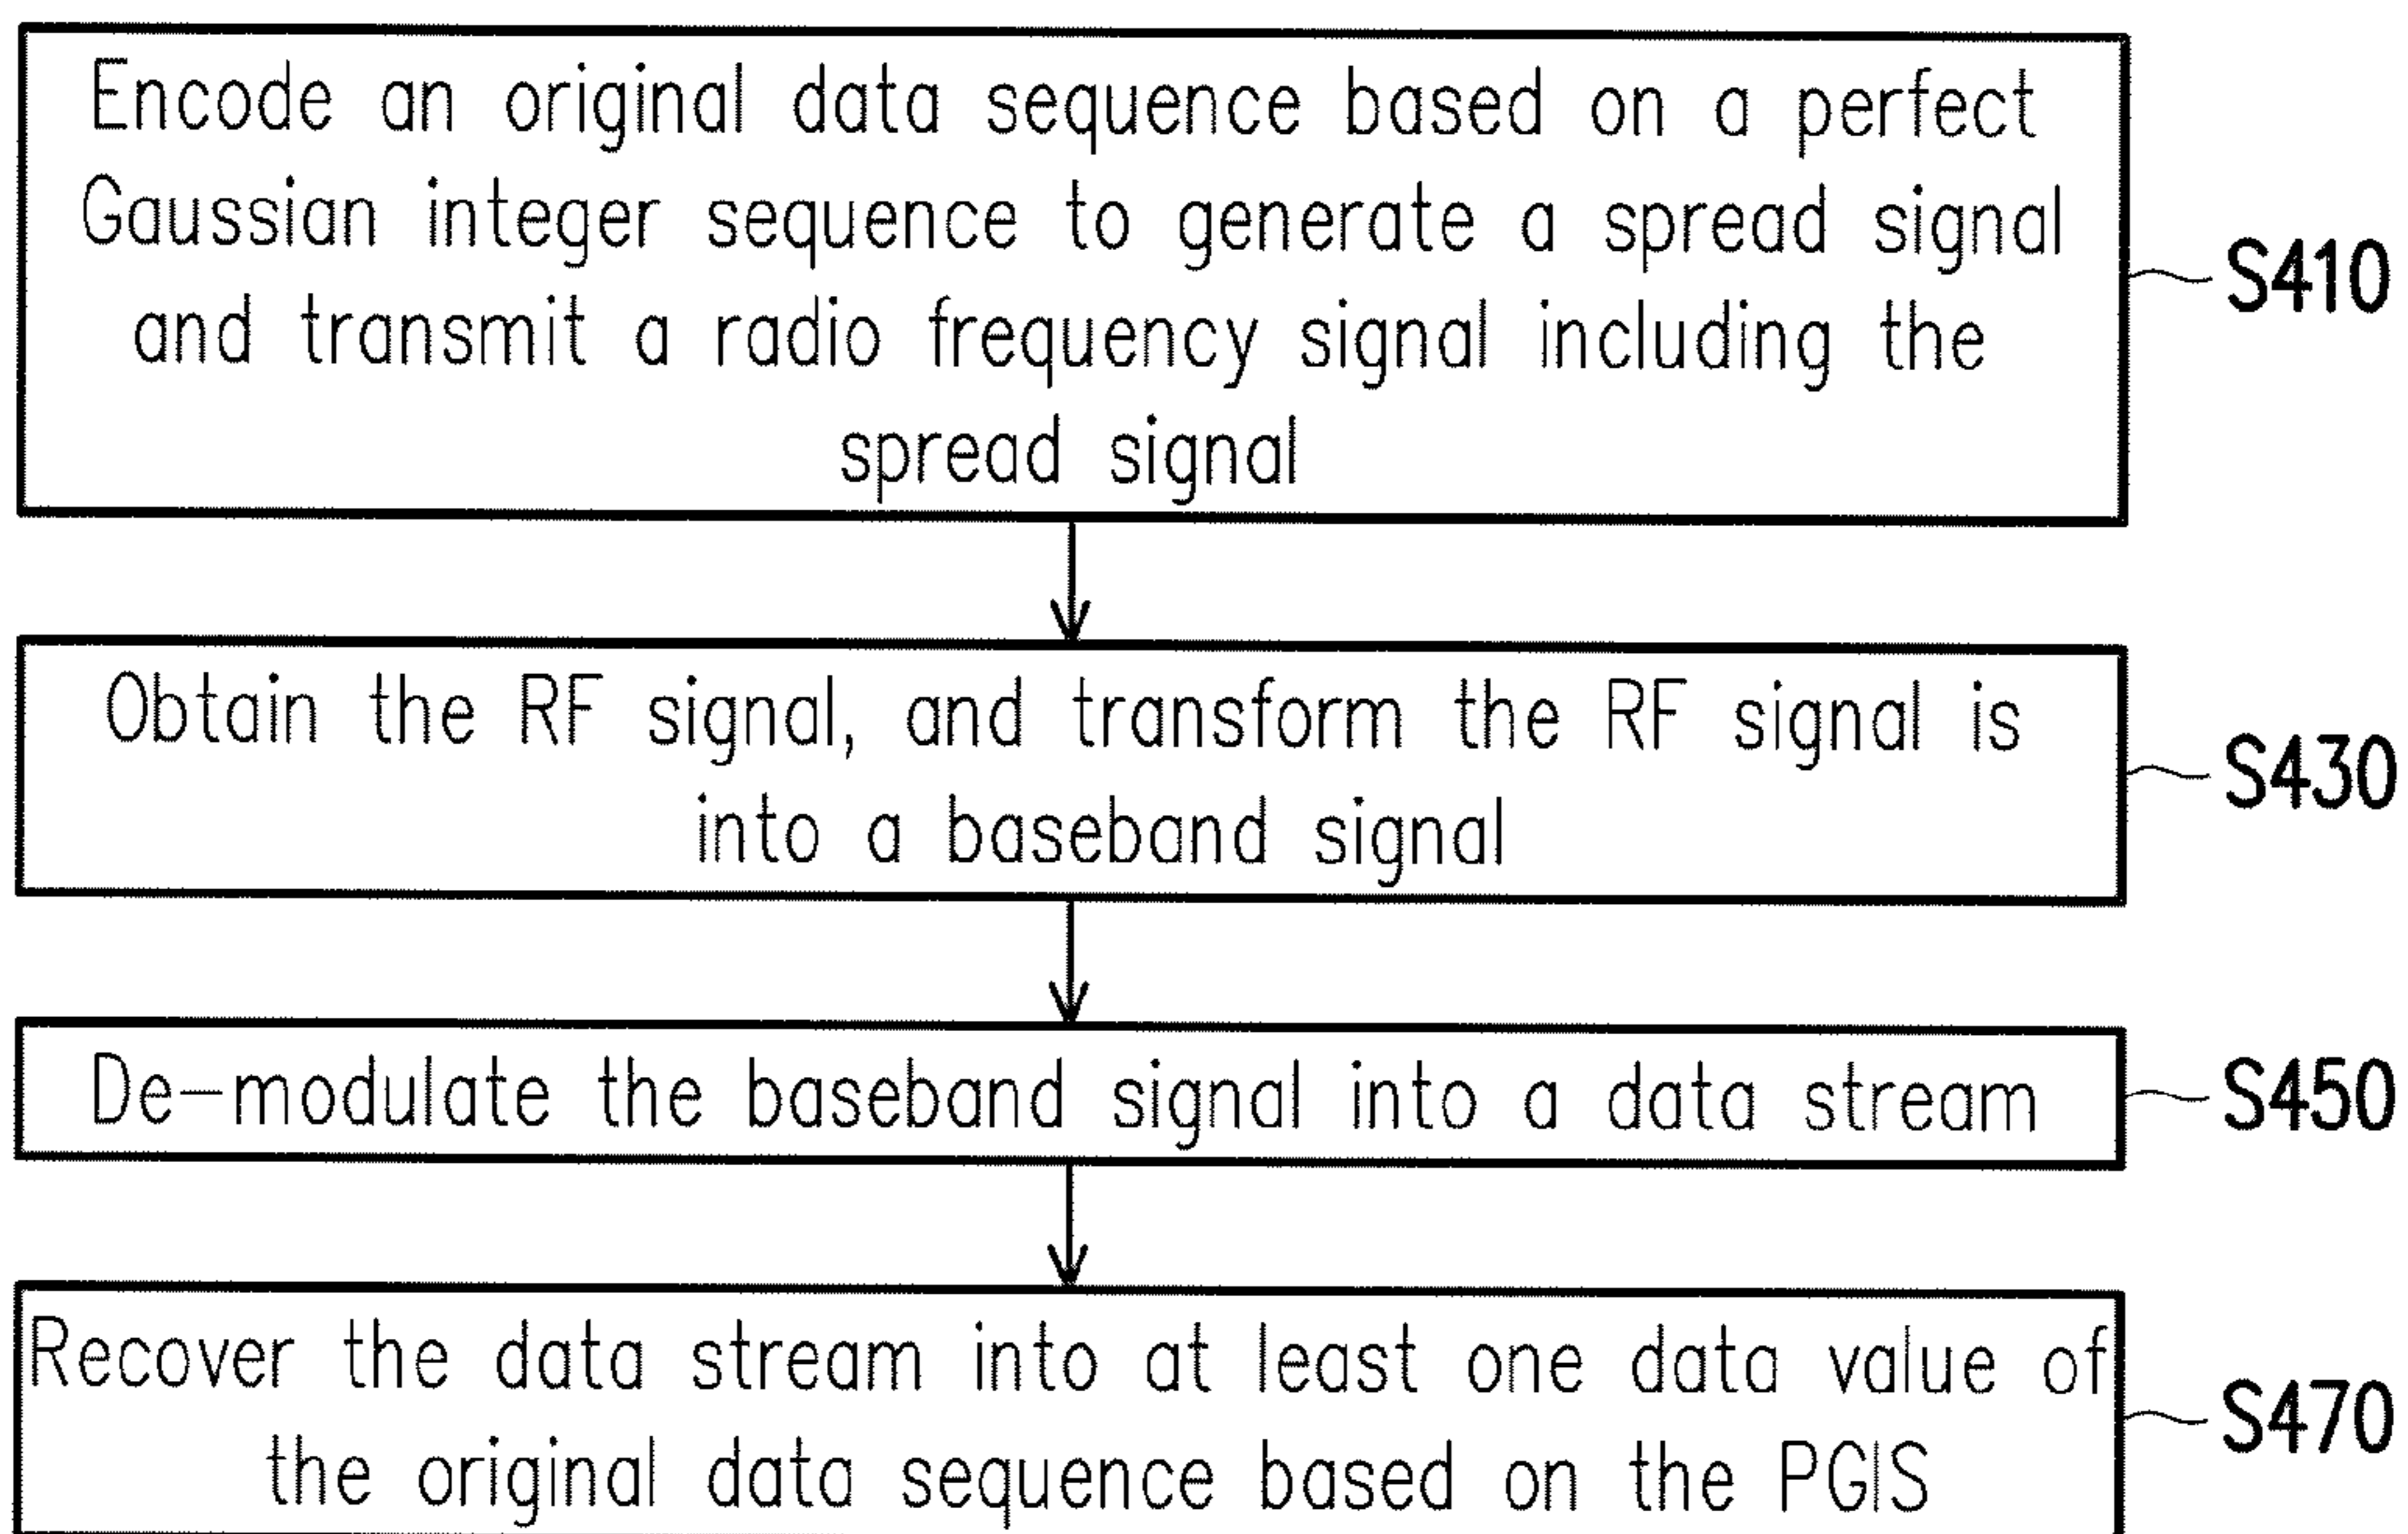 Encode an original data sequence based on a perfect
Gaussian integer sequence to generate a spread signal
and transmit a radio frequency signal including the
spread signal
S410
Obtain the RF signal, and transform the RF signal is
into a baseband signal
S430
De-modulate the baseband signal into a data stream
S450
Recover the data stream into at least one data value of
the original data sequence based on the PGIS
S470